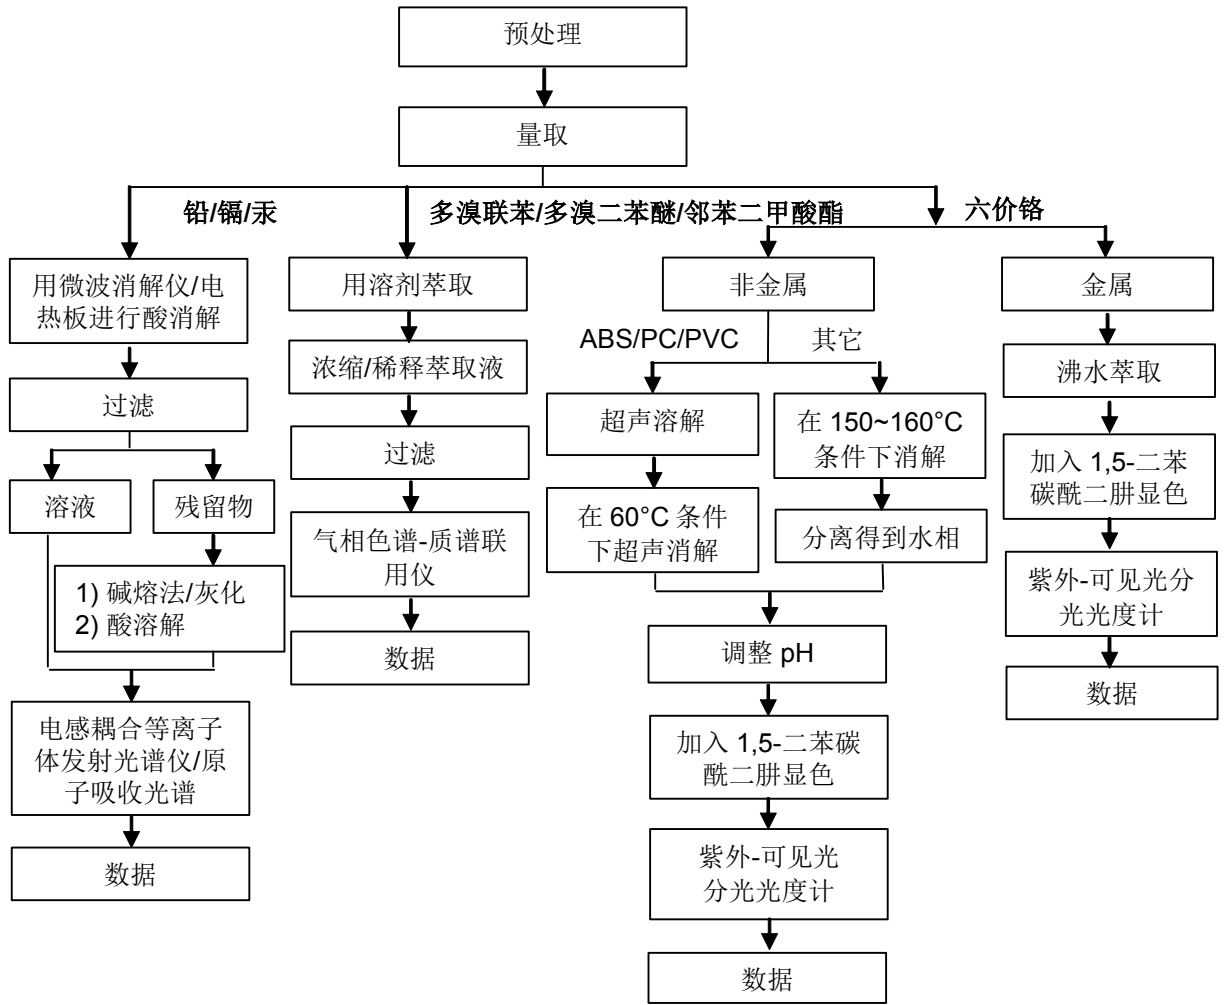 预处理
量取
铅/镉/汞
多溴联苯/多溴二苯醚/邻苯二甲酸酯
六价铬
用微波消解仪/电
热板进行酸消解
过滤
溶液
残留物
1) 碱熔法/灰化
2) 酸溶解
电感耦合等离子
体发射光谱仪/原
子吸收光谱
数据
用溶剂萃取
浓缩/稀释萃取液
过滤
气相色谱-质谱联
用仪
数据
非金属
ABS/PC/PVC
其它
超声溶解
在 60°C 条件
下超声消解
在 150~160°C
条件下消解
分离得到水相
调整 pH
加入 1,5-二苯碳
酰二肼显色
紫外-可见光
分光光度计
数据
金属
沸水萃取
加入 1,5-二苯
碳酰二肼显色
紫外-可见光分
光光度计
数据